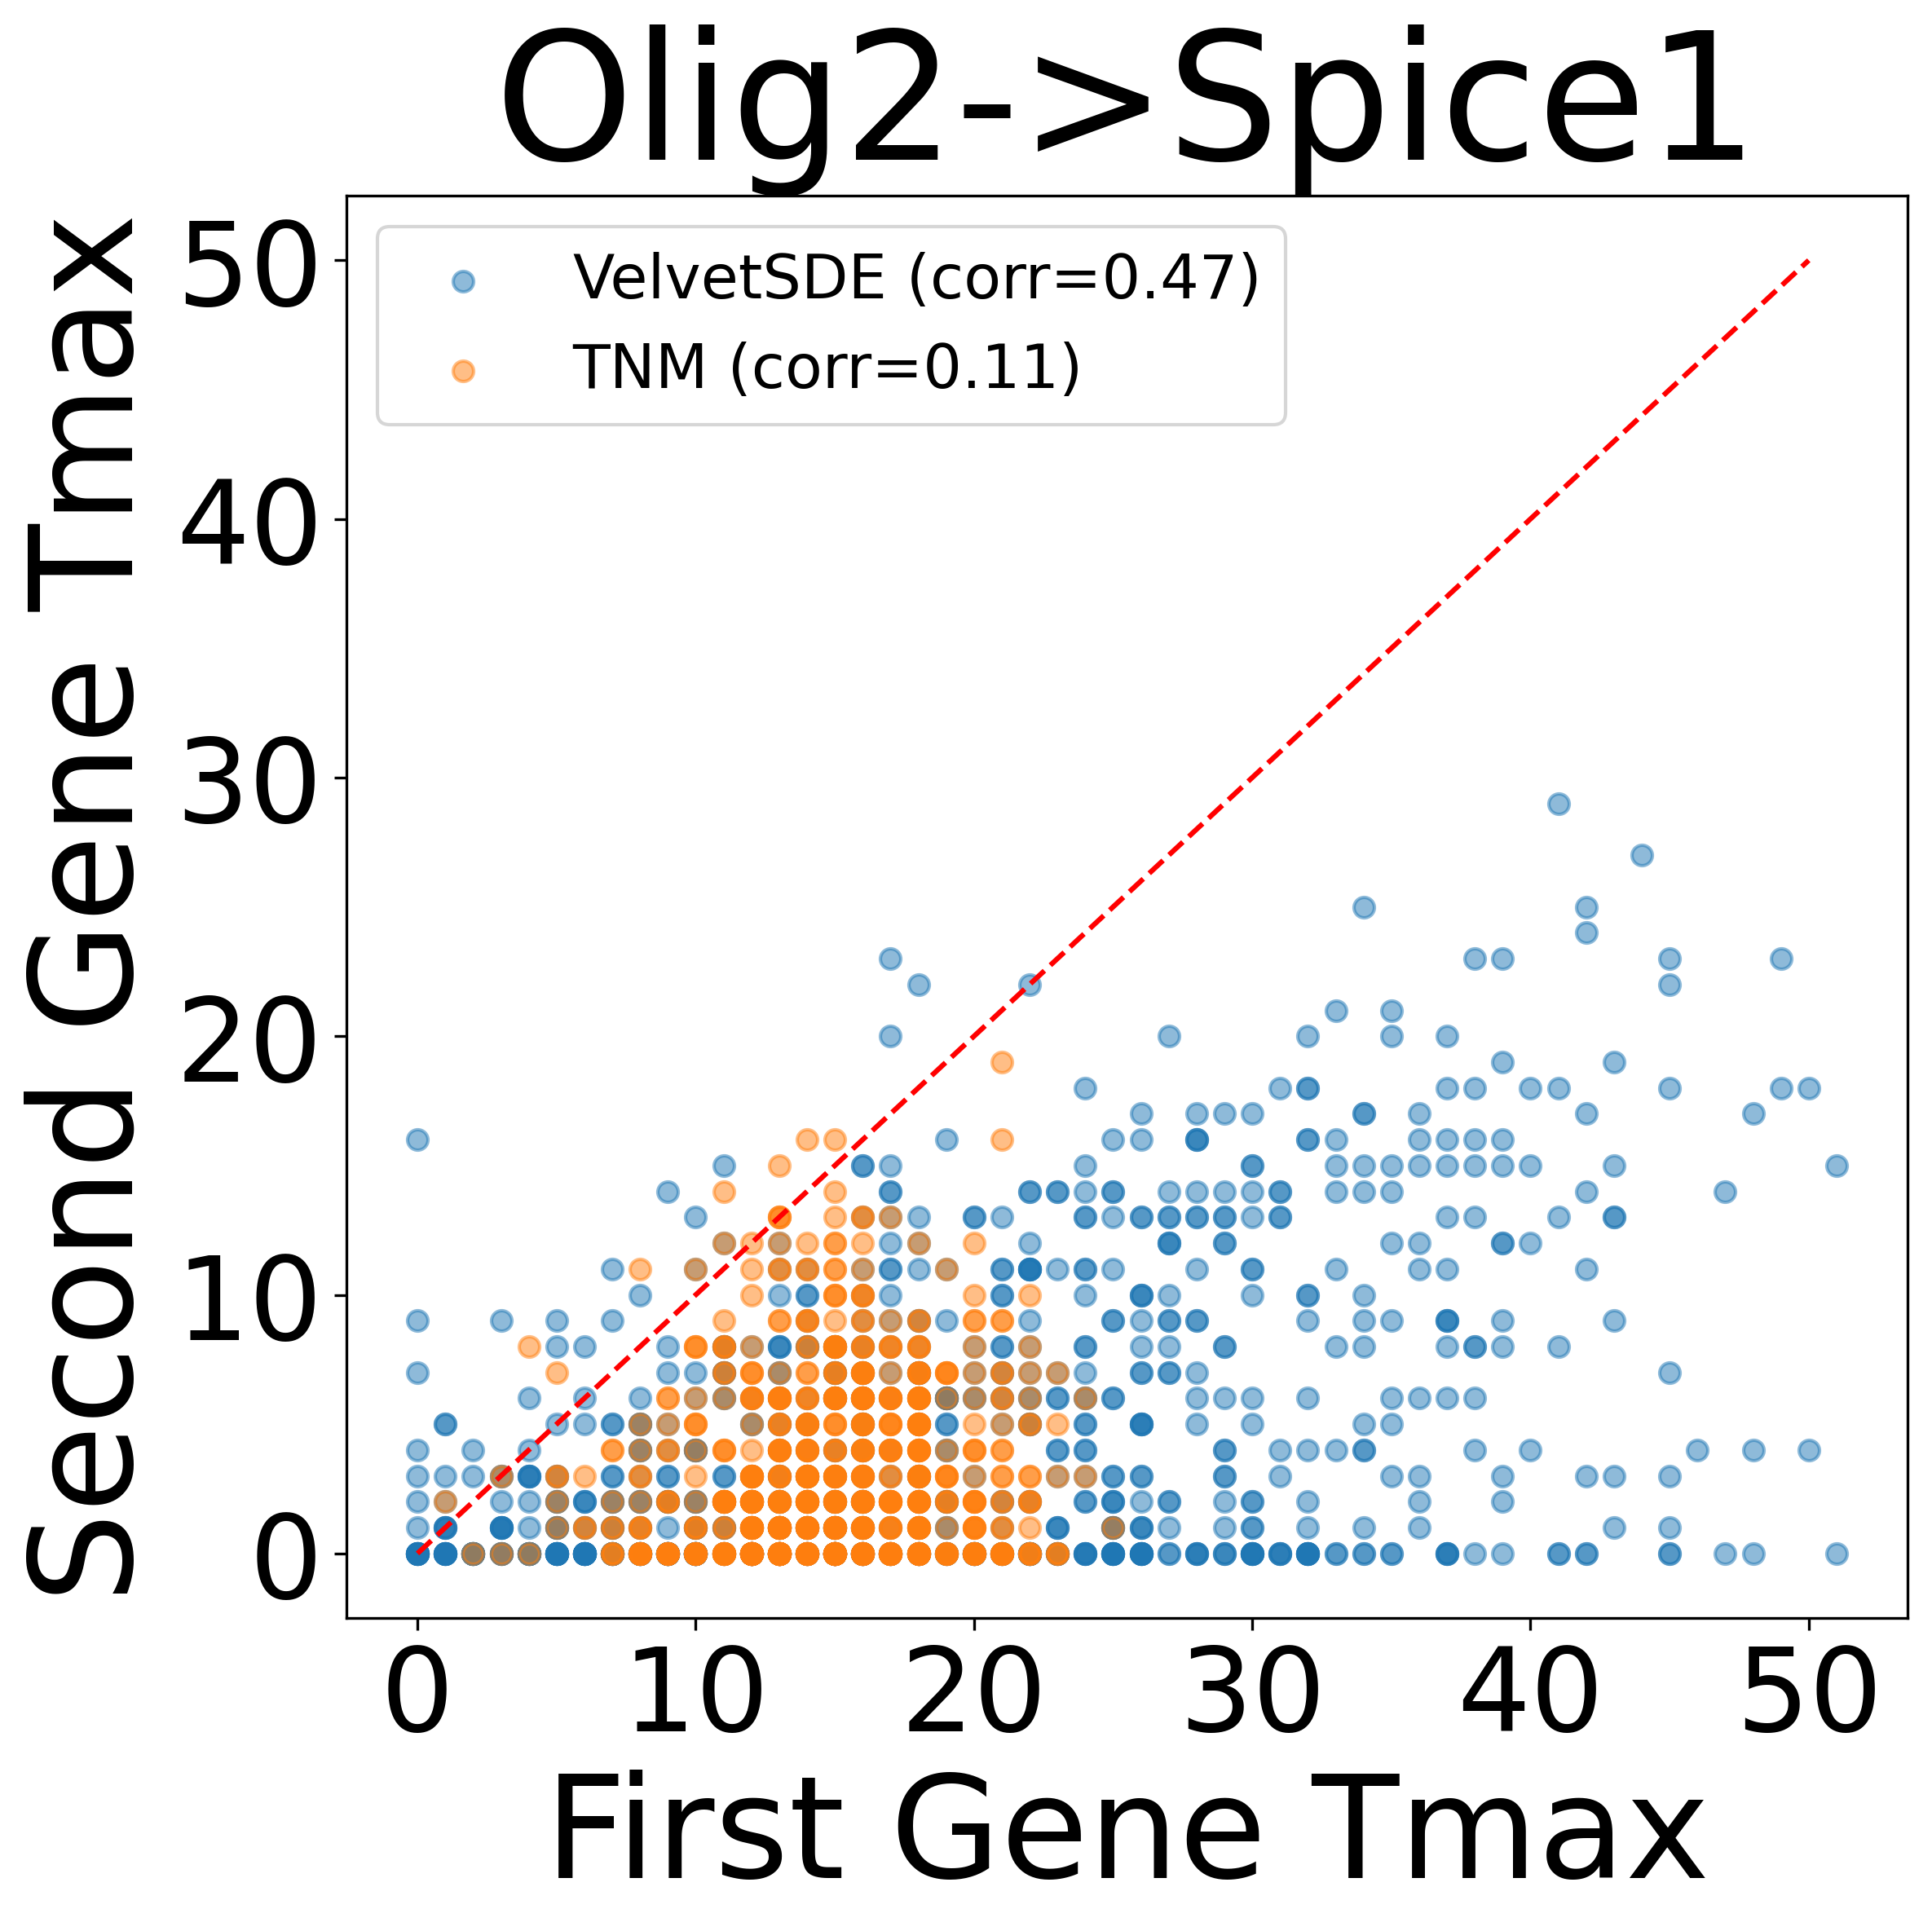 Olig2->Spice1
VelvetSDE (corr=0.47)
TNM (corr=0.11)
Second Gene Tmax
50
40
30
20
10
0
0 10 20 30 40 50
First Gene Tmax